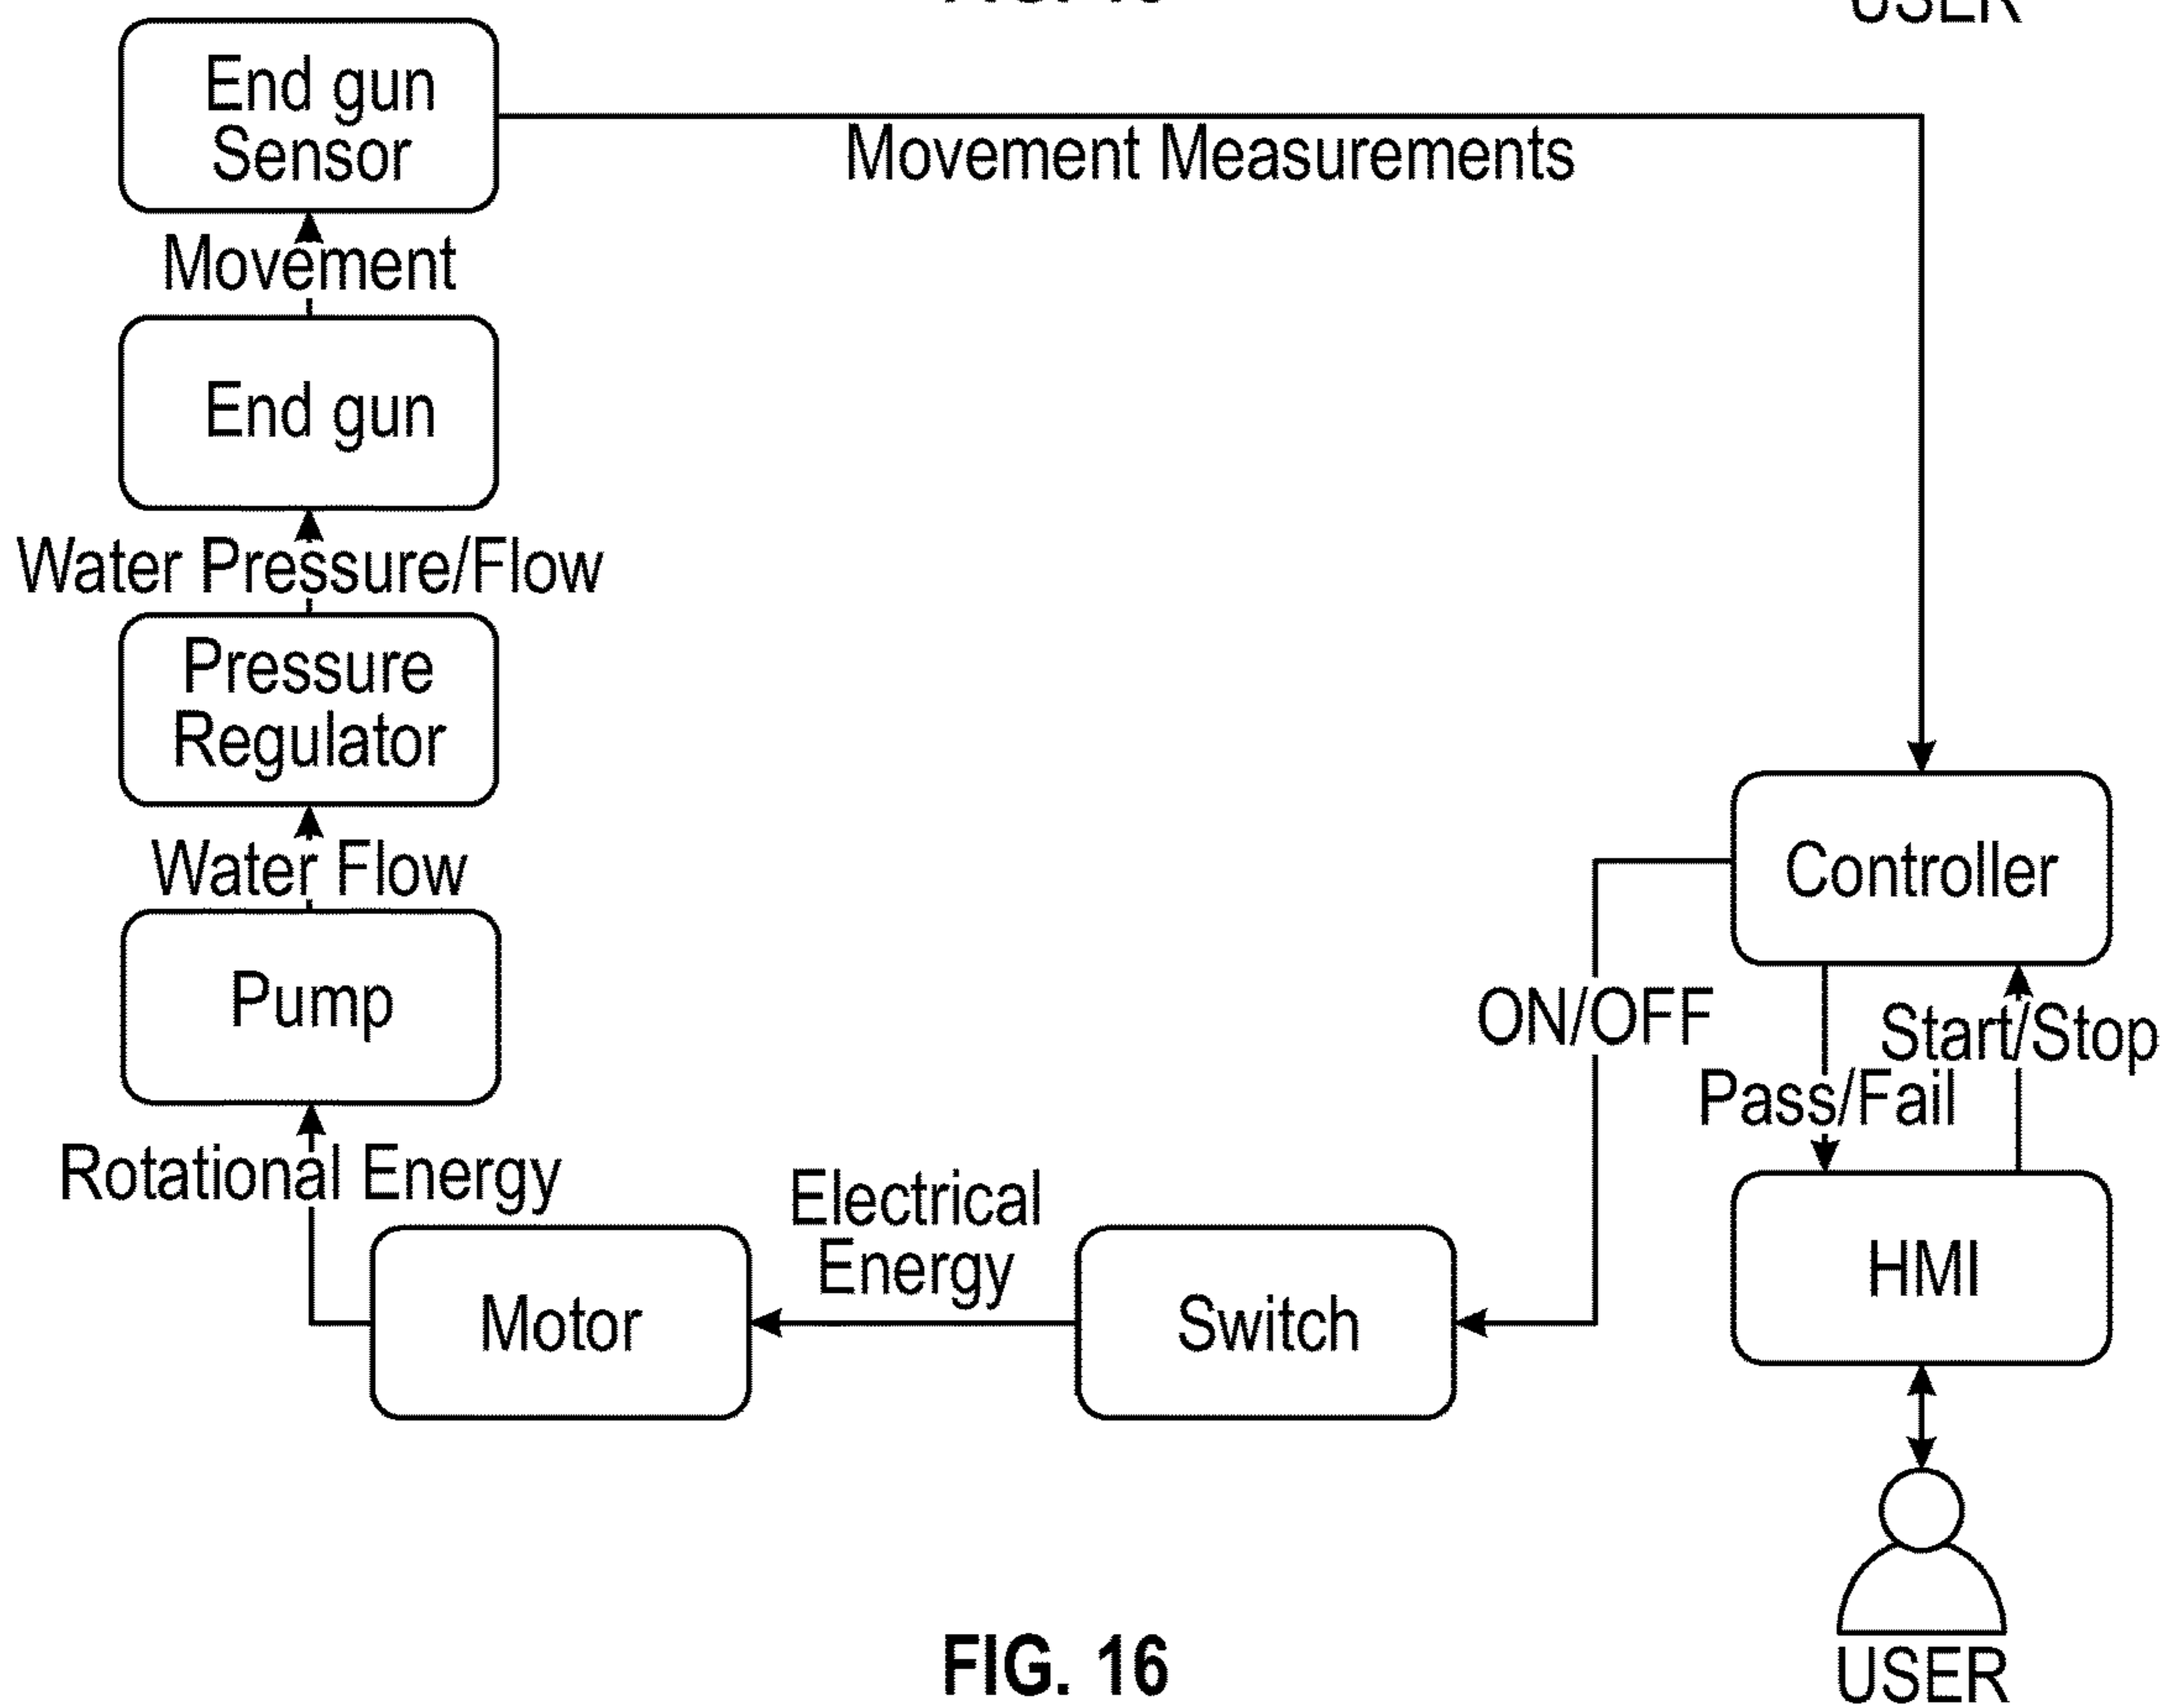 USER
End gun
Sensor
Movement Measurements
Movement
End gun
Water Pressure/Flow
Pressure
Regulator
Water Flow
Controller
Pump
ON/OFF
Start/Stop
Pass/Fail
Rotational Energy
Electrical
Energy
HMI
Motor
Switch
FIG. 16
USER